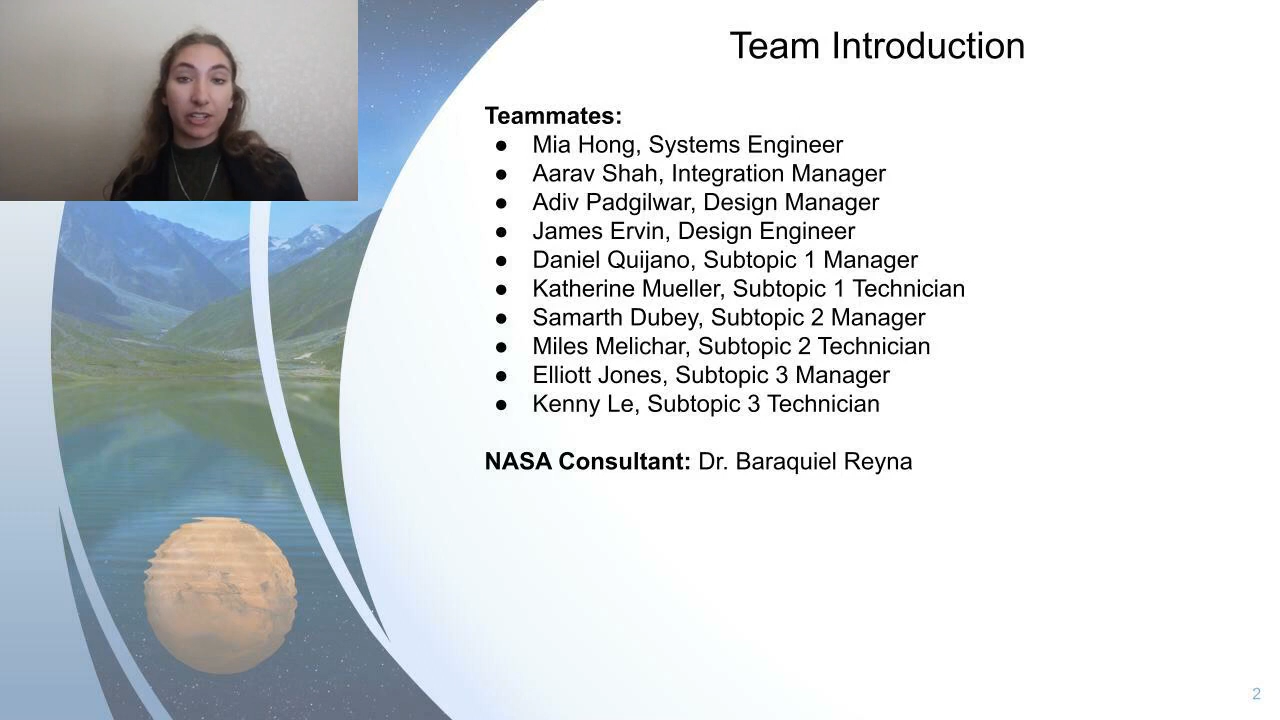 Team Introduction
Teammates:
● Mia Hong, Systems Engineer
● Aarav Shah, Integration Manager
● Adiv Padgilwar, Design Manager
● James Ervin, Design Engineer
● Daniel Quijano, Subtopic 1 Manager
● Katherine Mueller, Subtopic 1 Technician
● Samarth Dubey, Subtopic 2 Manager
● Miles Melichar, Subtopic 2 Technician
● Elliott Jones, Subtopic 3 Manager
● Kenny Le, Subtopic 3 Technician
NASA Consultant: Dr. Baraquiel Reyna
2